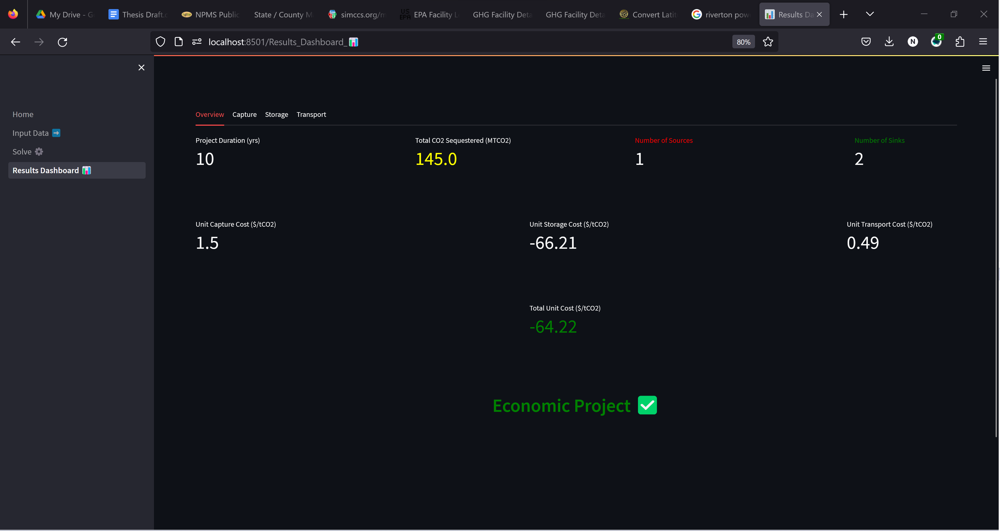 My Drive - G
Thesis Draft.
NPMS Public
State / County M
simccs.org/m
US EPA
EPA Facility L
GHG Facility Deta
GHG Facility Deta
Convert Latit
riverton pow
Results Da
localhost:8501/Results_Dashboard_
80%
N
0
Home
Input Data
Solve
Results Dashboard
Overview Capture Storage Transport
Project Duration (yrs)
10
Total CO2 Sequestered (MTCO2)
145.0
Number of Sources
1
Number of Sinks
2
Unit Capture Cost ($/tCO2)
1.5
Unit Storage Cost ($/tCO2)
-66.21
Unit Transport Cost ($/tCO2)
0.49
Total Unit Cost ($/tCO2)
-64.22
Economic Project